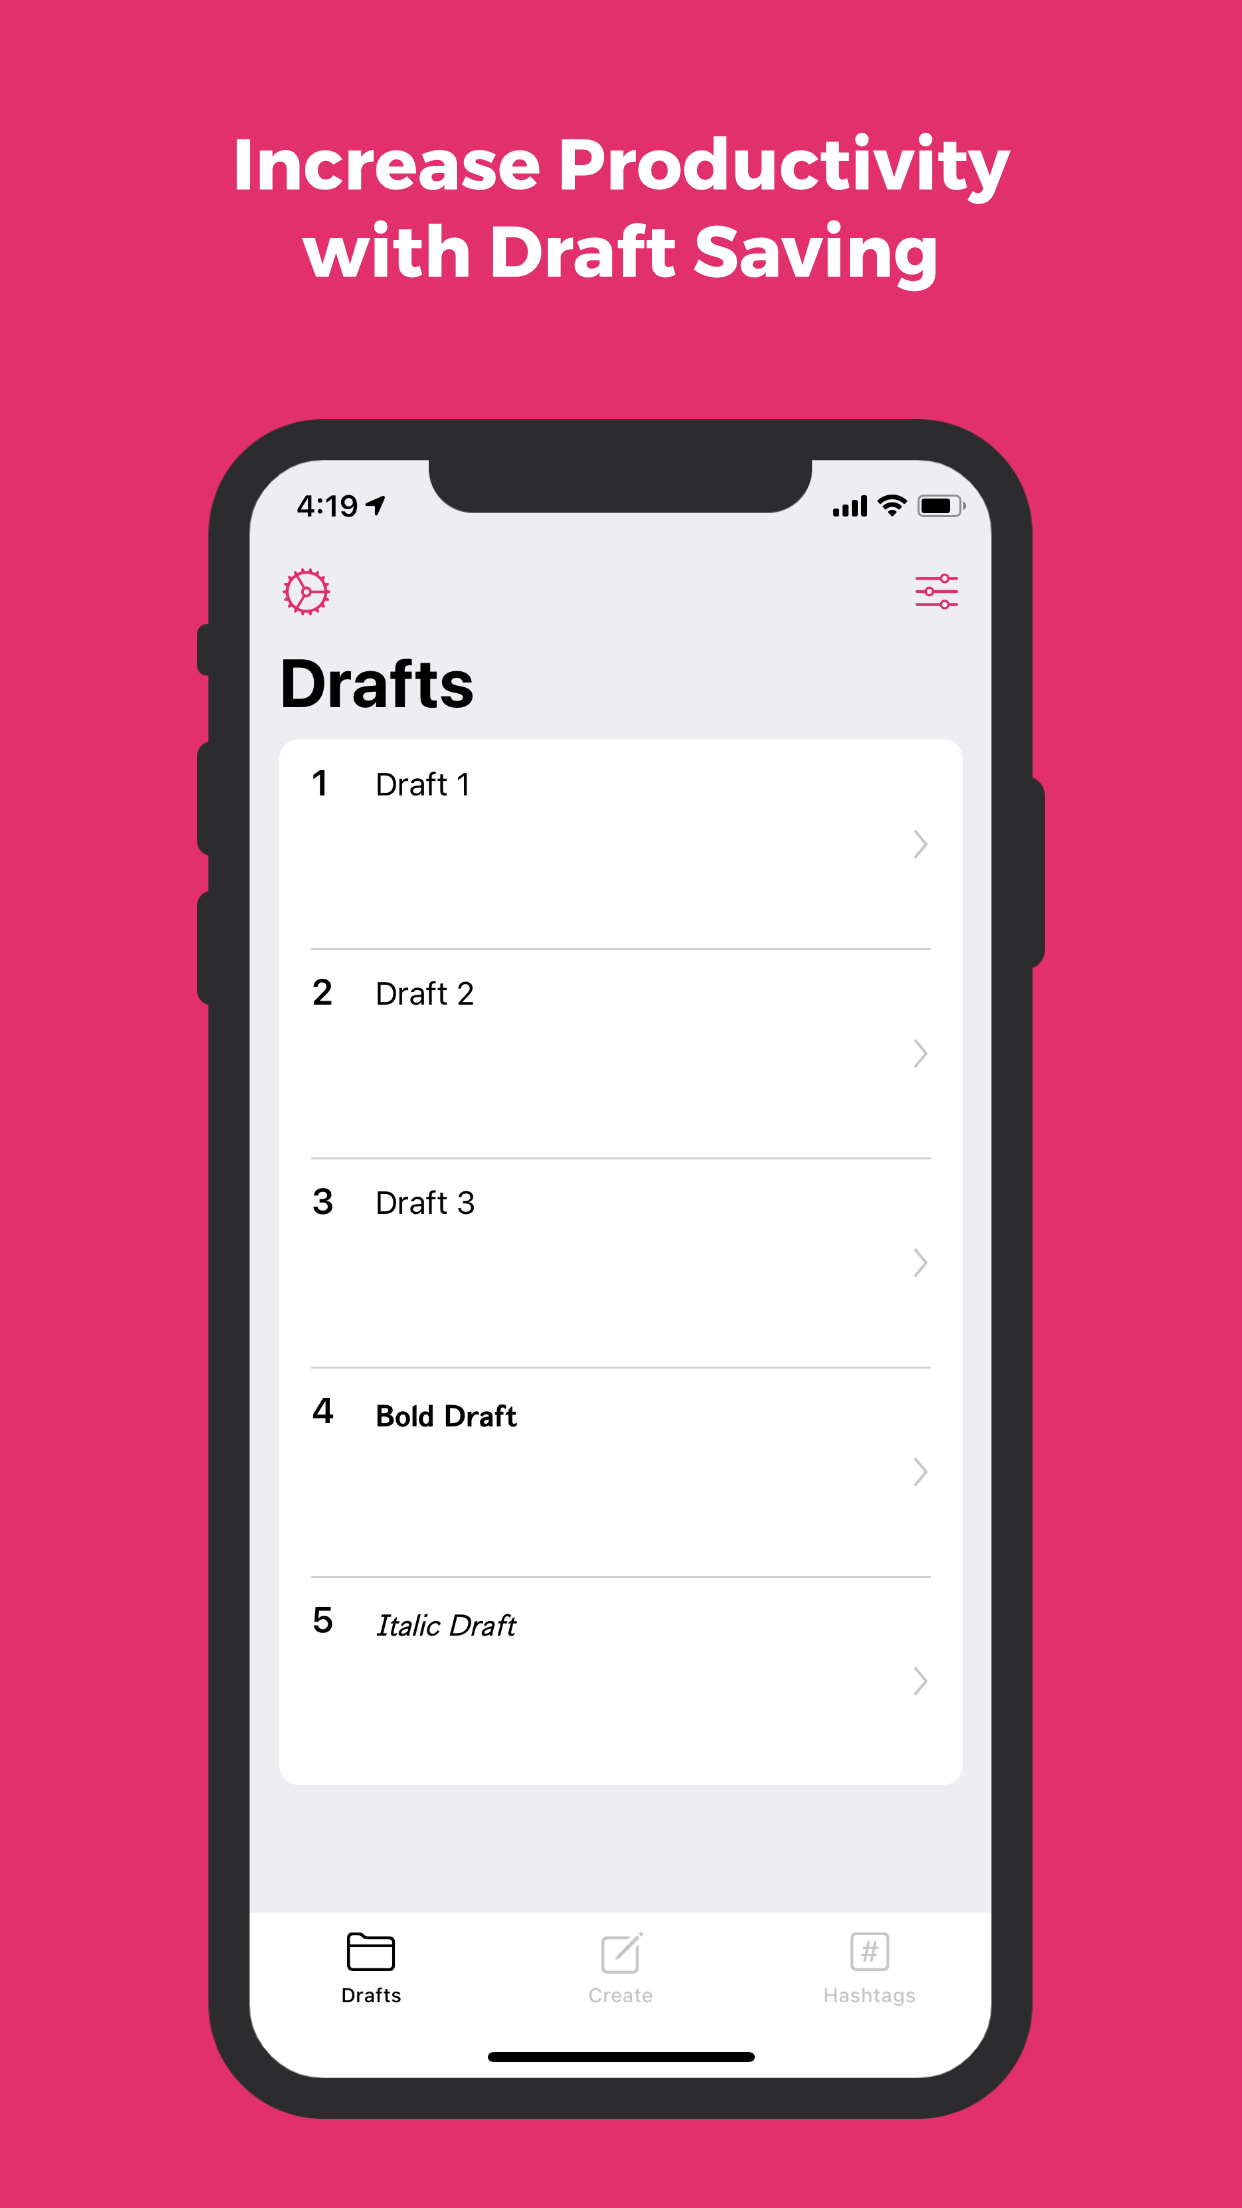 Increase Productivity
with Draft Saving
4:19
Drafts
1 Draft 1
2 Draft 2
3 Draft 3
4 Bold Draft
5 Italic Draft
#
Drafts Create Hashtags